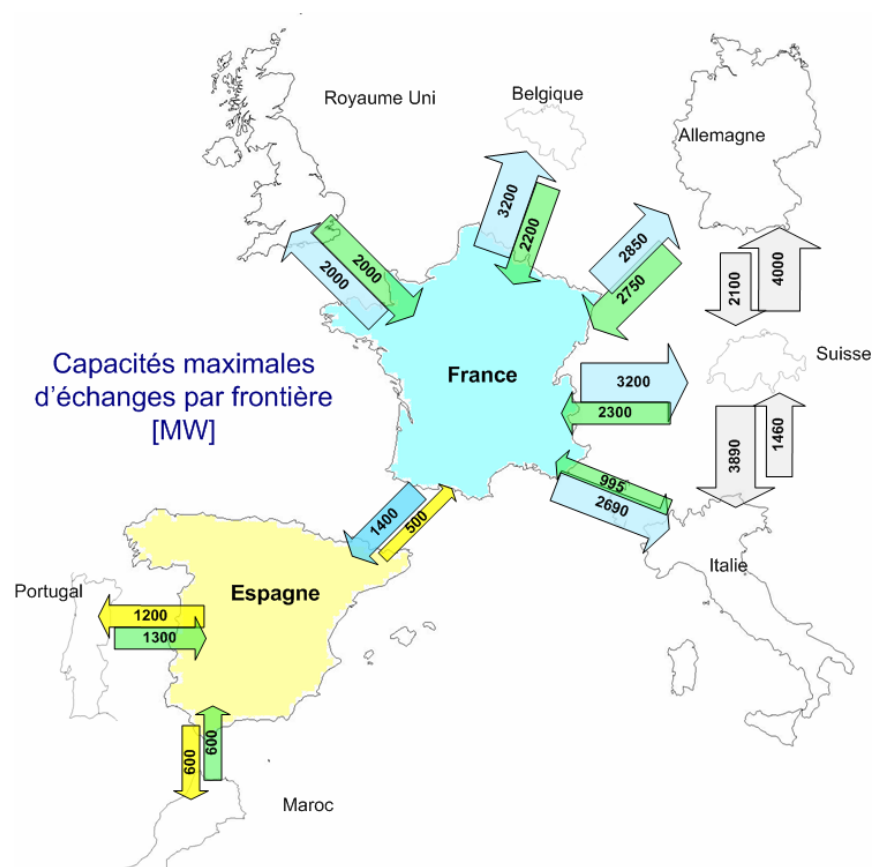 Royaume Uni
Belgique
Allemagne
3200
2200
2850
2750
2000
2000
2100
4000
Capacités maximales
d'échanges par frontière
[MW]
France
Suisse
3200
2300
3890
1460
995
2690
1400
500
Italie
Portugal
Espagne
1200
1300
600
600
Maroc